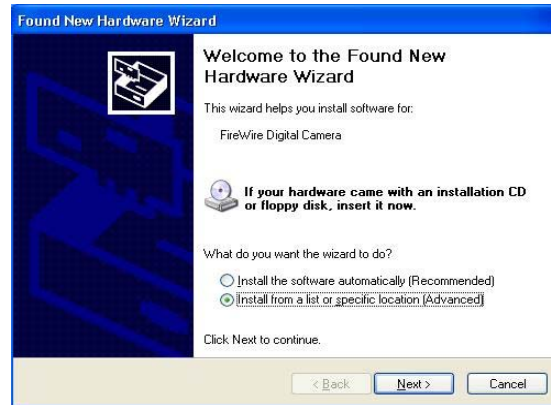 Found New Hardware Wizard
Welcome to the Found New
Hardware Wizard
This wizard helps you install software for:
FireWire Digital Camera
If your hardware came with an installation CD
or floppy disk, insert it now.
What do you want the wizard to do?
Install the software automatically (Recommended)
Install from a list or specific location (Advanced)
Click Next to continue.
< Back Next > Cancel